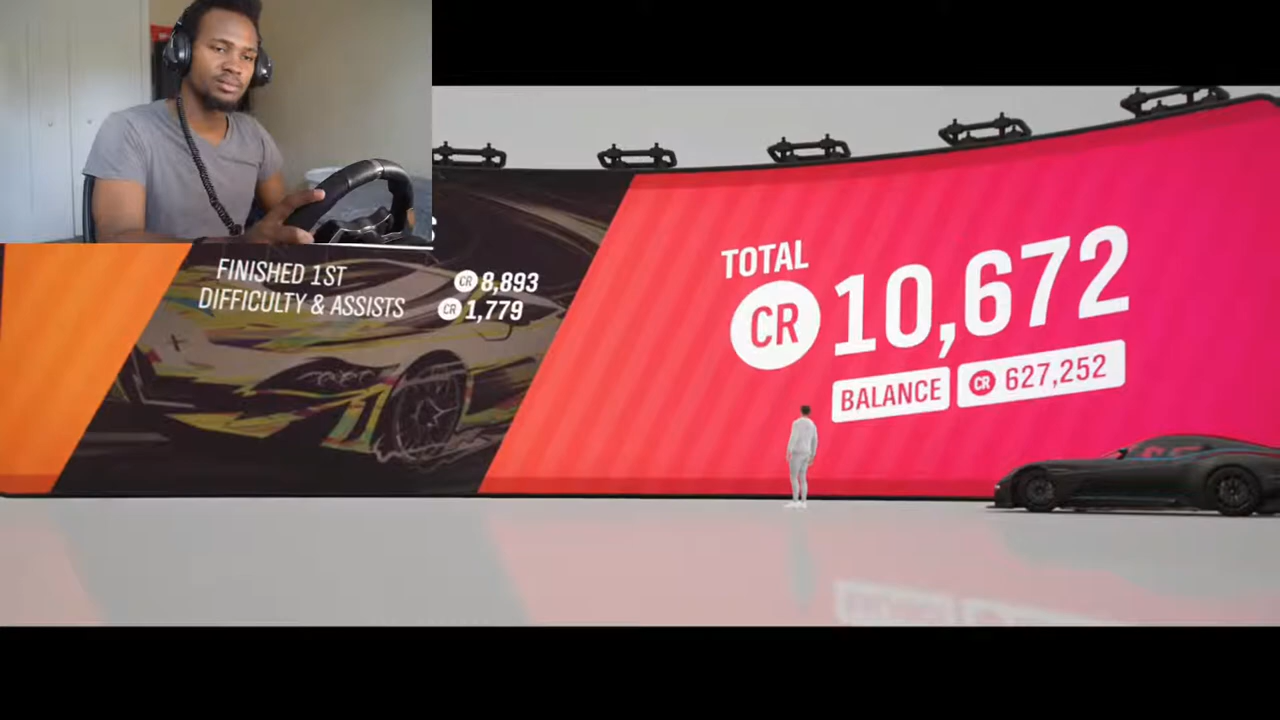 FINISHED 1ST
CR 8,893
DIFFICULTY & ASSISTS
CR 1,779
TOTAL
CR 10,672
BALANCE
CR 627,252